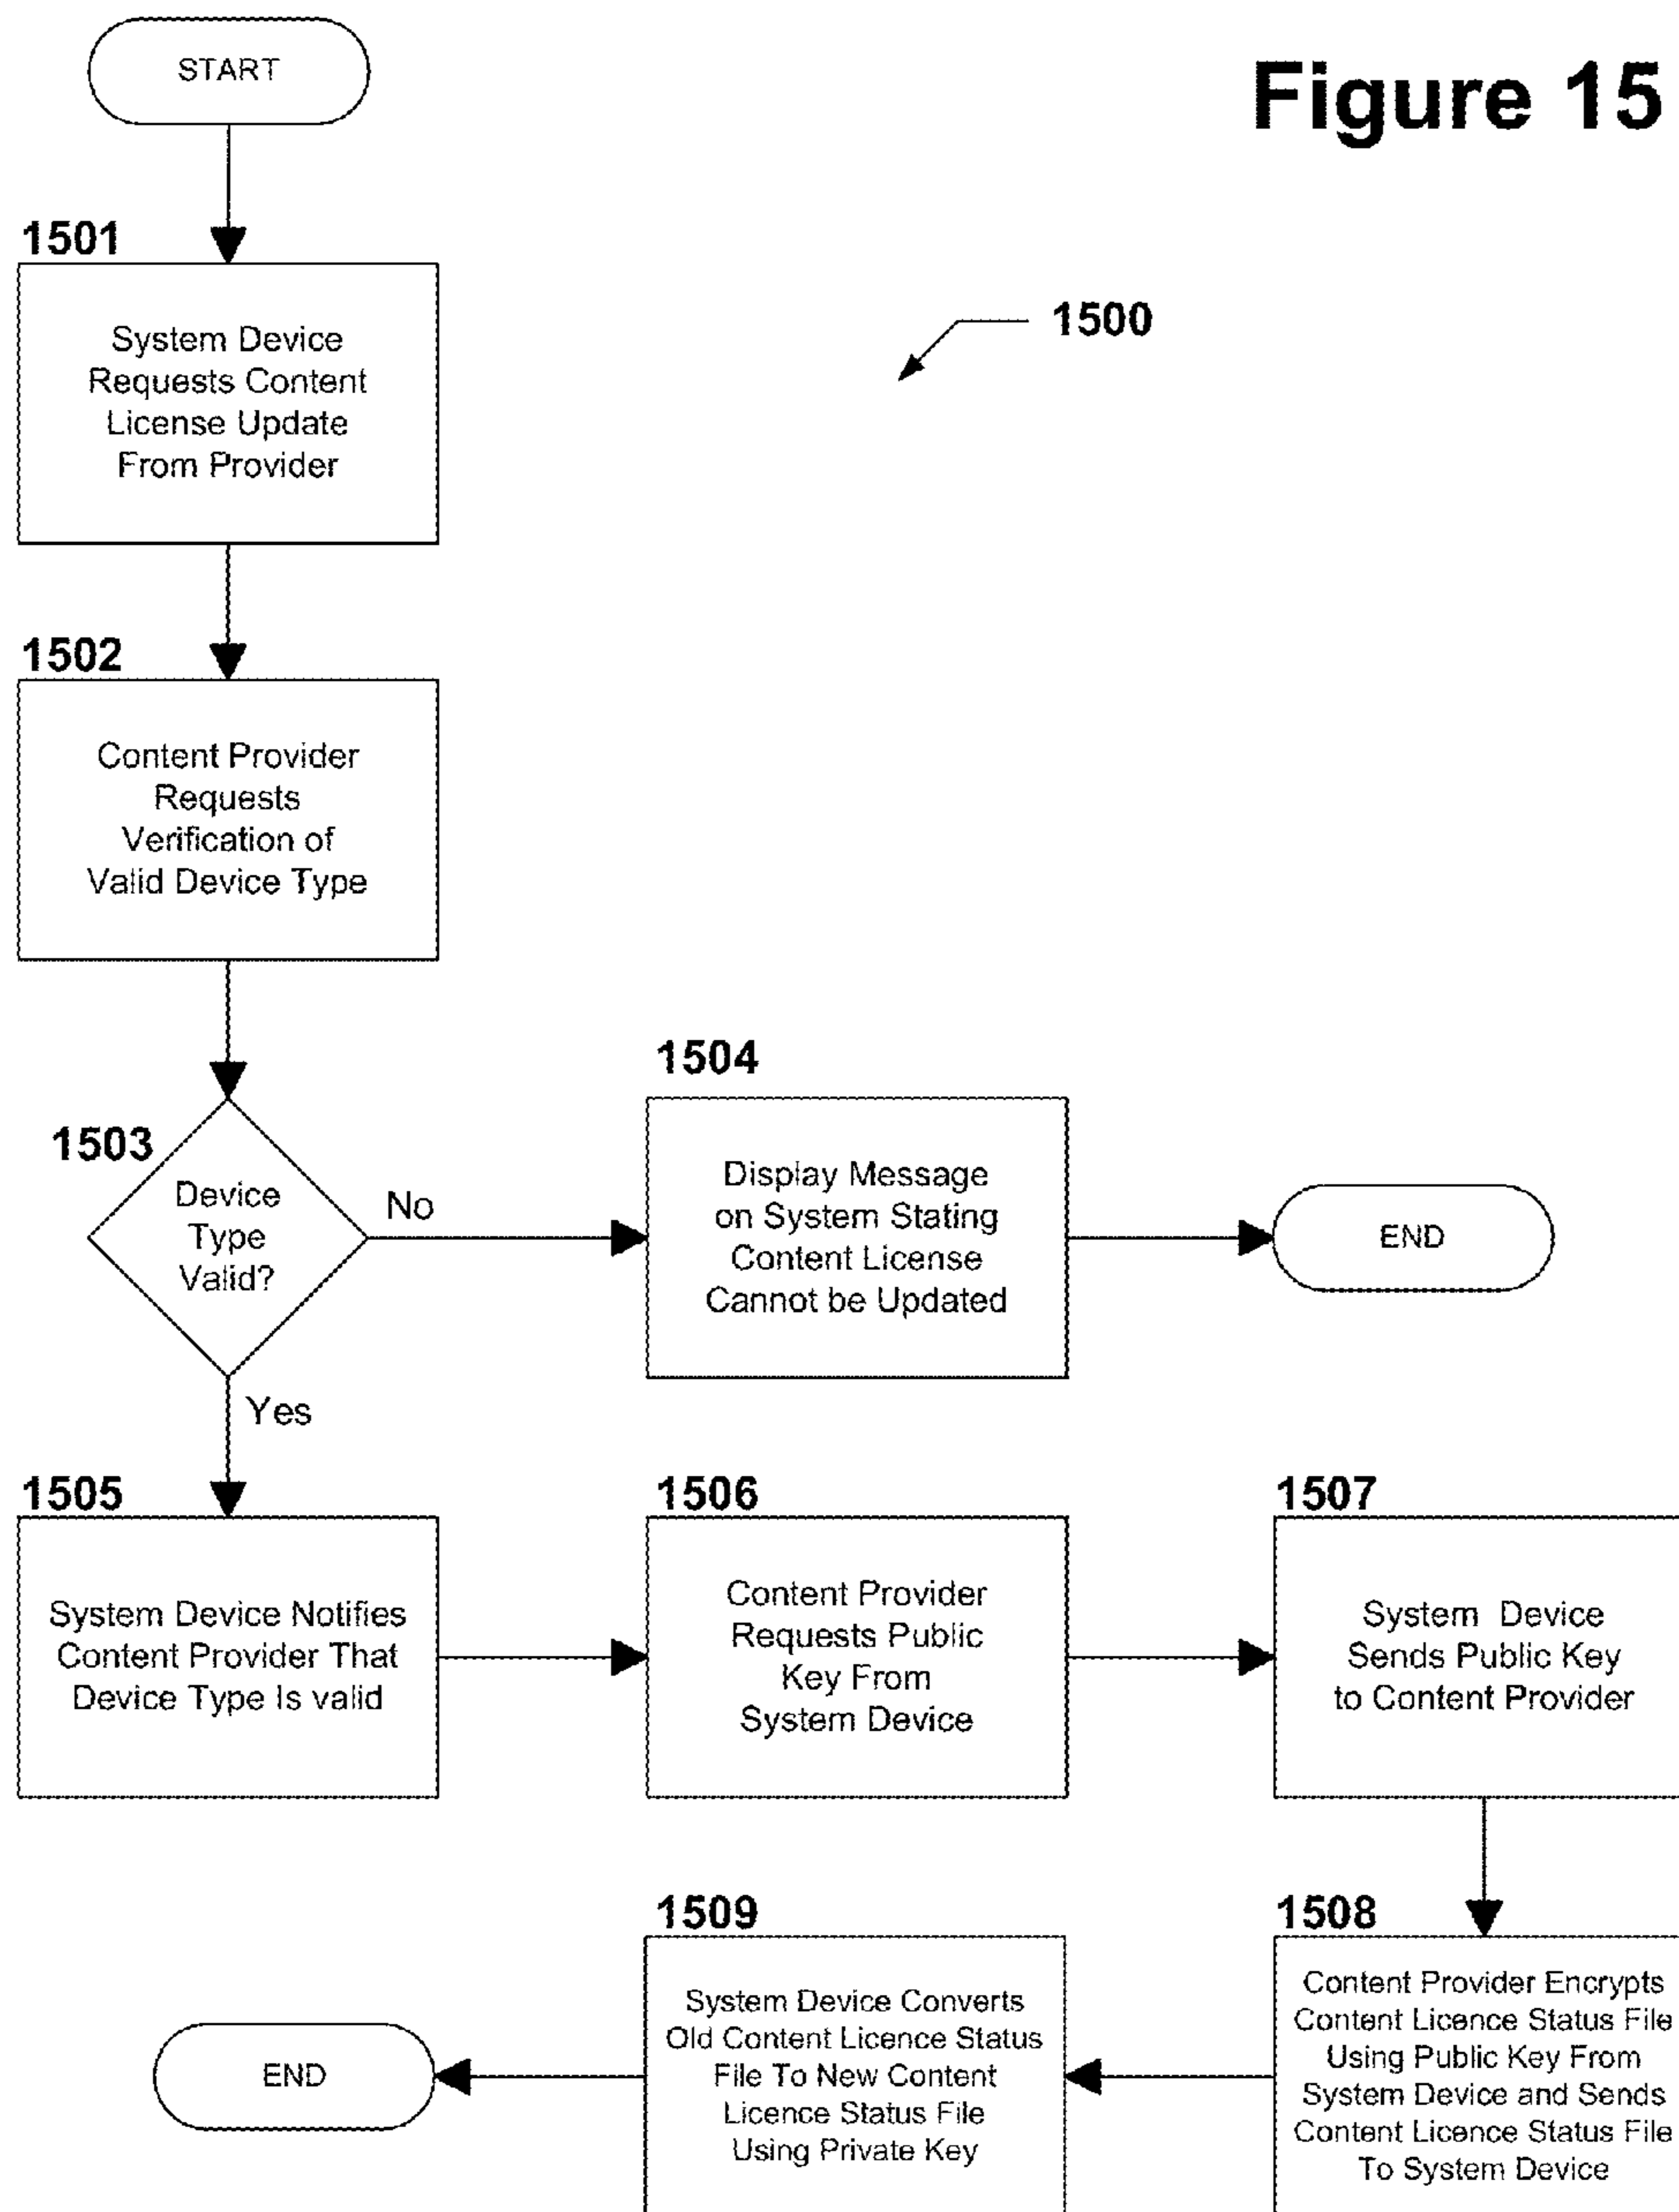 START
Figure 15
1501
System Device
Requests Content
License Update
From Provider
1500
1502
Content Provider
Requests
Verification of
Valid Device Type
1503
Device
Type
Valid?
No
1504
Display Message
on System Stating
Content License
Cannot be Updated
END
Yes
1505
System Device Notifies
Content Provider That
Device Type Is valid
1506
Content Provider
Requests Public
Key From
System Device
1507
System Device
Sends Public Key
to Content Provider
1508
Content Provider Encrypts
Content Licence Status File
Using Public Key From
System Device and Sends
Content Licence Status File
To System Device
1509
System Device Converts
Old Content Licence Status
File To New Content
Licence Status File
Using Private Key
END